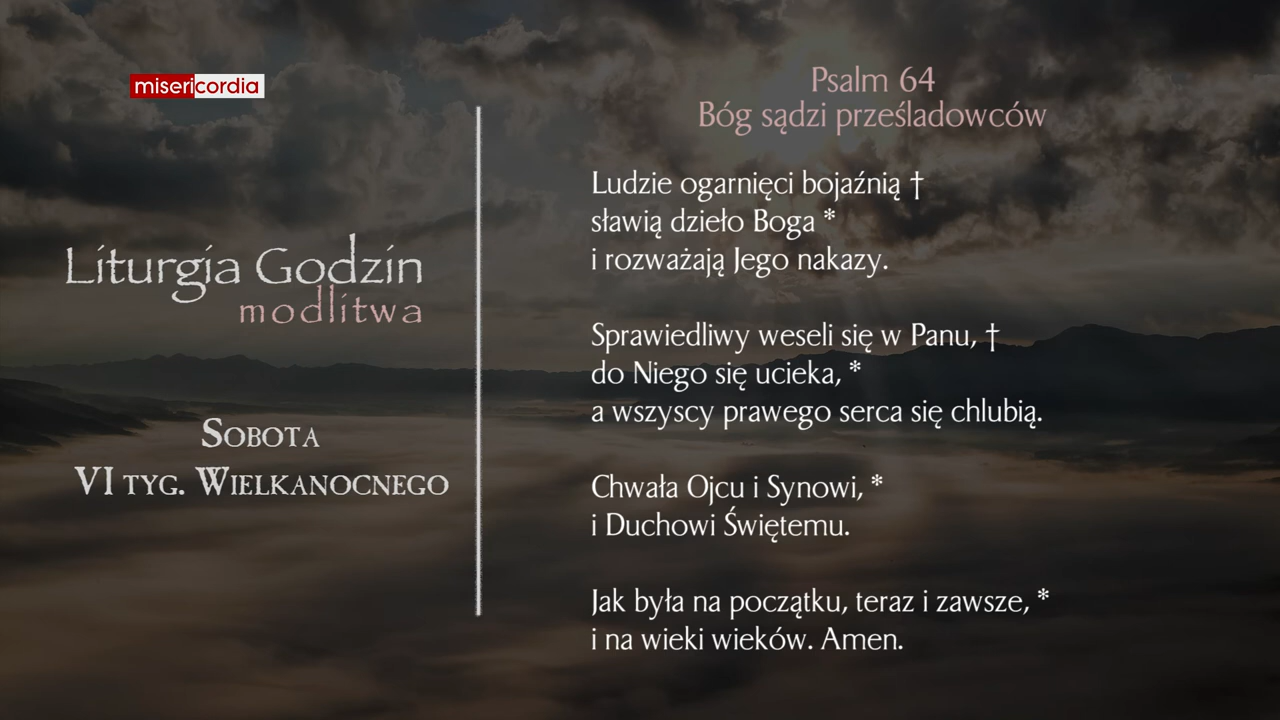 misericordia
Liturgia Godzin
modlitwa
Sobota
VI tyg. Wielkanocnego
Psalm 64
Bóg sądzi prześladowców
Ludzie ogarnięci bojaźnią †
sławią dzieło Boga *
i rozważają Jego nakazy.
Sprawiedliwy weseli się w Panu, †
do Niego się ucieka, *
a wszyscy prawego serca się chlubią.
Chwała Ojcu i Synowi, *
i Duchowi Świętemu.
Jak była na początku, teraz i zawsze, *
i na wieki wieków. Amen.